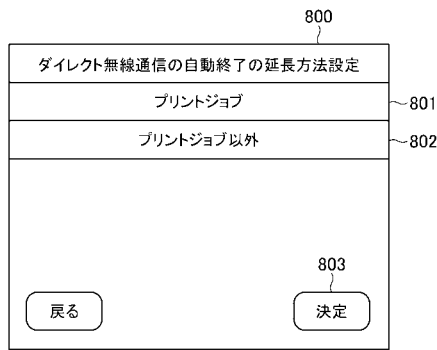 800
ダイレクト無線通信の自動終了の延長方法設定
プリントジョブ
801
プリントジョブ以外
802
803
戻る
決定